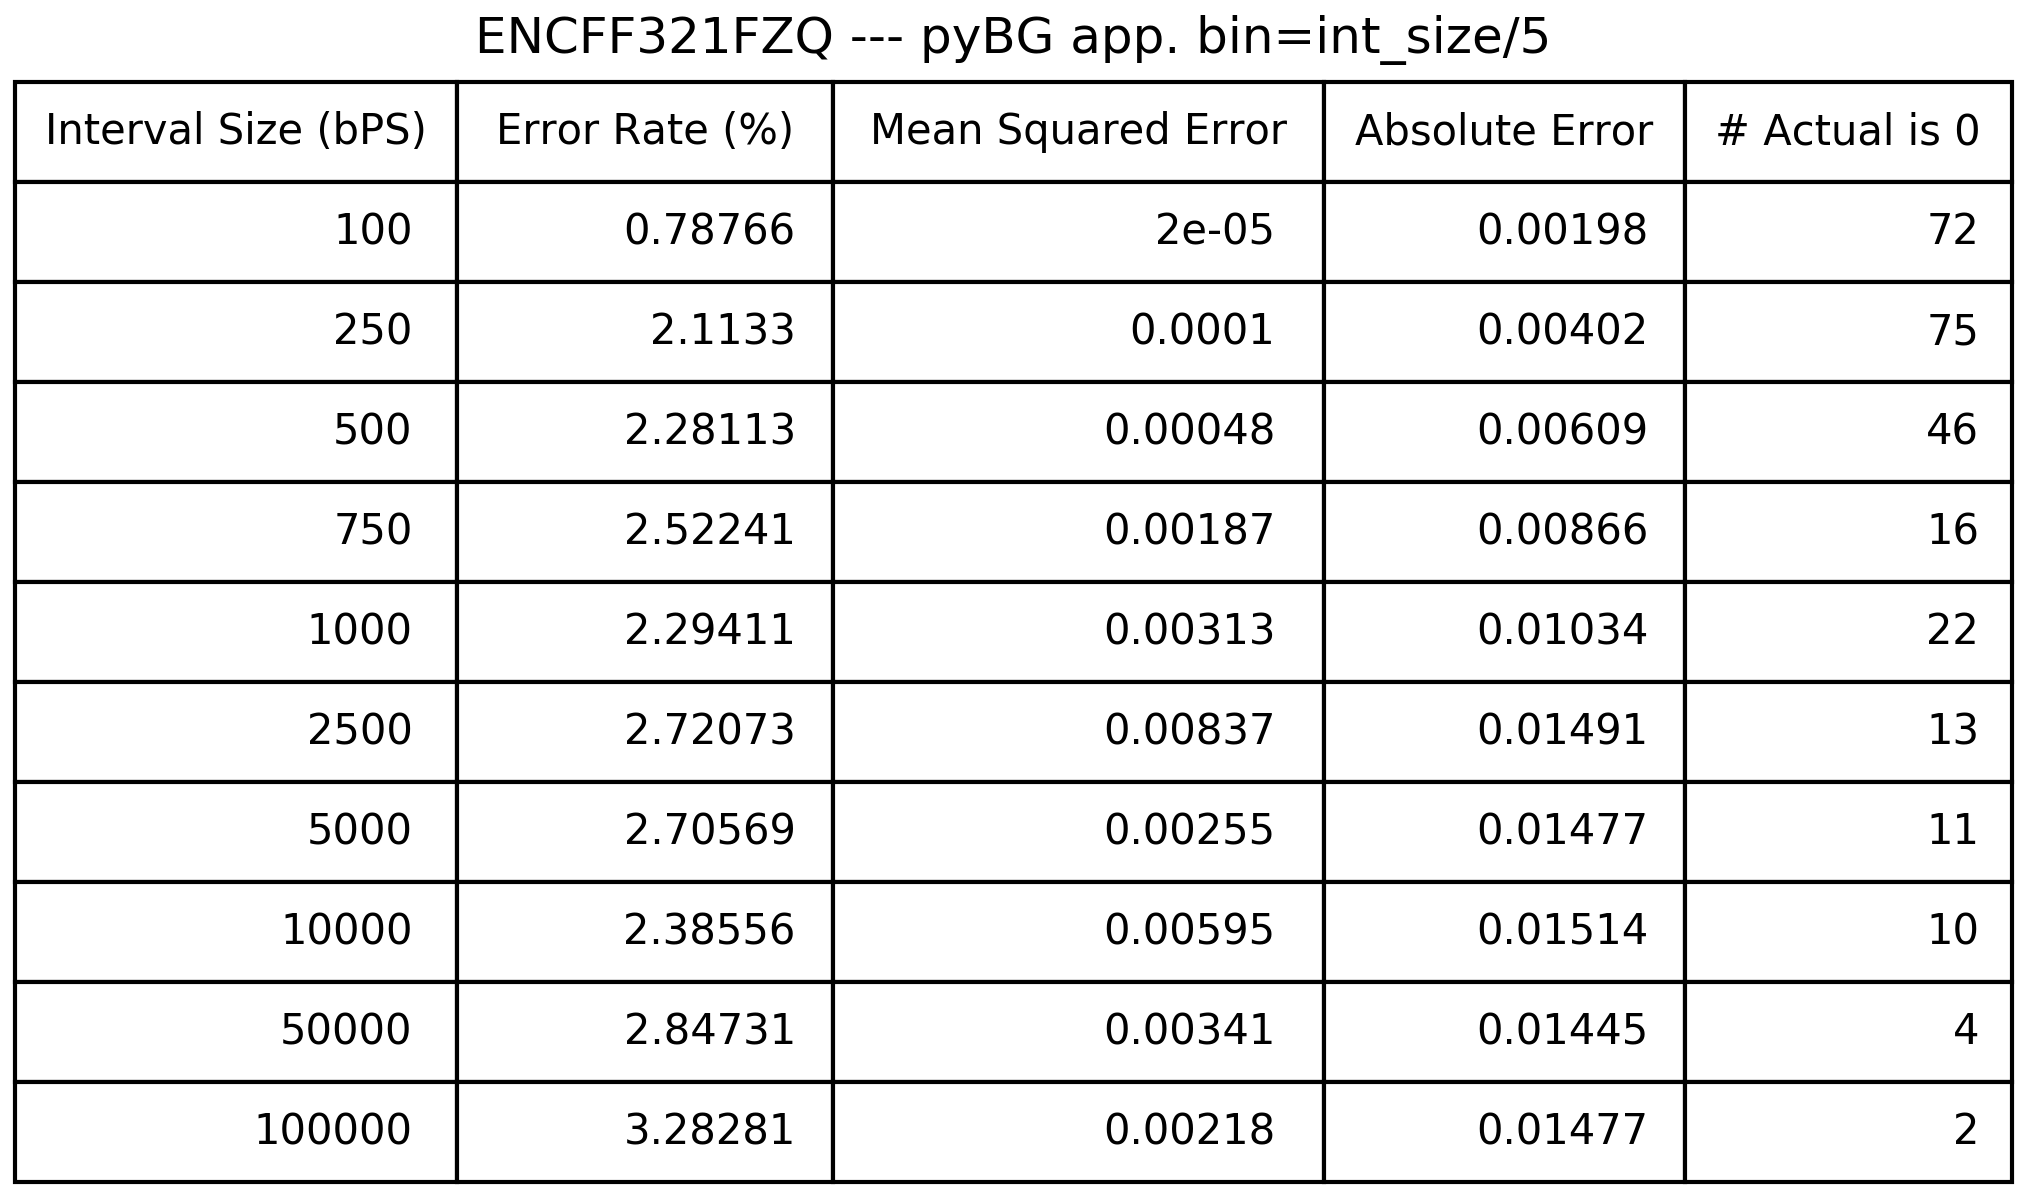 ENCFF321FZQ --- pyBG app. bin=int_size/5
Interval Size (bPS) Error Rate (%) Mean Squared Error Absolute Error # Actual is 0
100 0.78766 2e-05 0.00198 72
250 2.1133 0.0001 0.00402 75
500 2.28113 0.00048 0.00609 46
750 2.52241 0.00187 0.00866 16
1000 2.29411 0.00313 0.01034 22
2500 2.72073 0.00837 0.01491 13
5000 2.70569 0.00255 0.01477 11
10000 2.38556 0.00595 0.01514 10
50000 2.84731 0.00341 0.01445 4
100000 3.28281 0.00218 0.01477 2